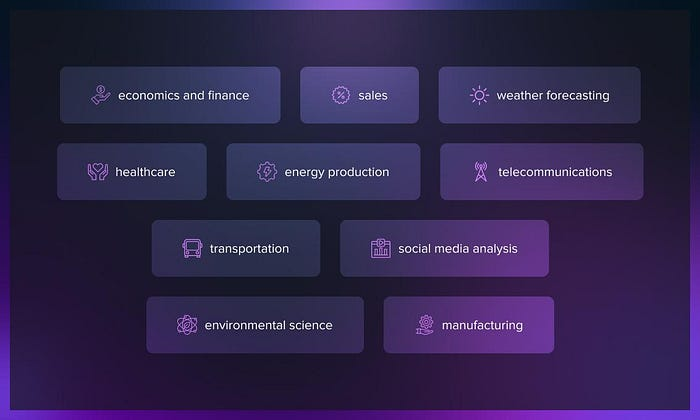 economics and finance
sales
weather forecasting
healthcare
energy production
telecommunications
transportation
social media analysis
environmental science
manufacturing